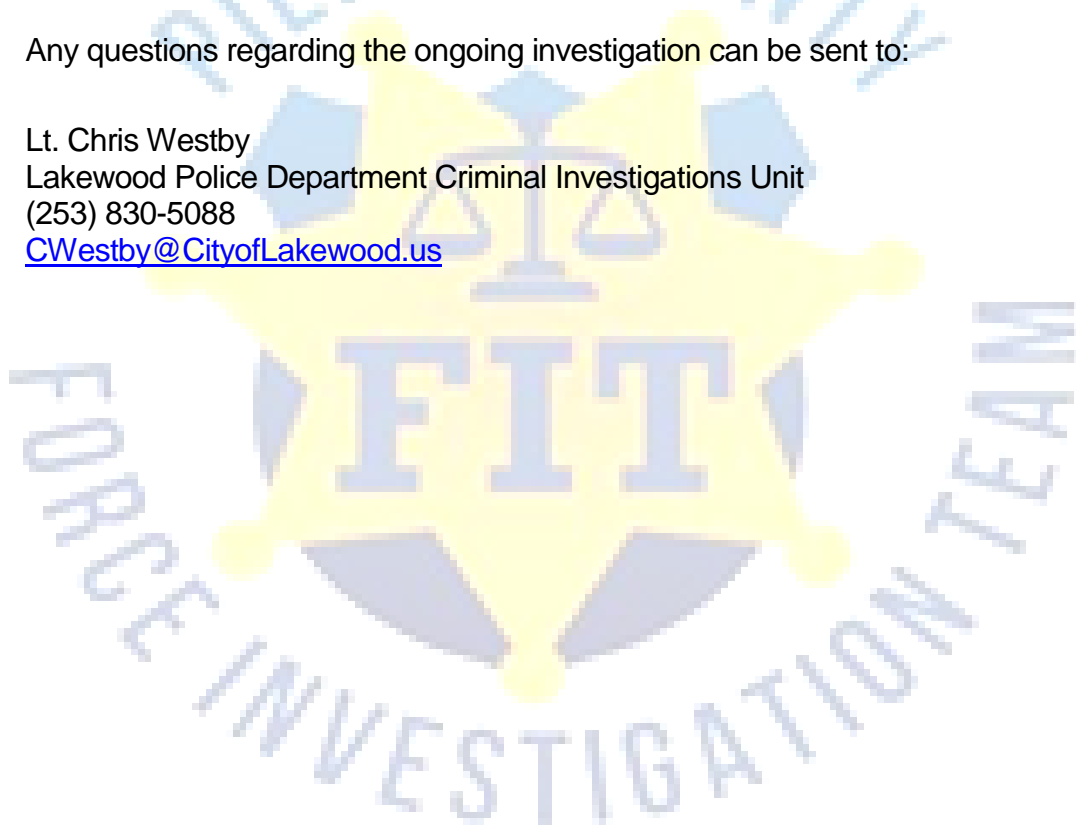 Any questions regarding the ongoing investigation can be sent to:
Lt. Chris Westby
Lakewood Police Department Criminal Investigations Unit
(253) 830-5088
CWestby@CityofLakewood.us
FIT
FORCE INVESTIGATION TEAM